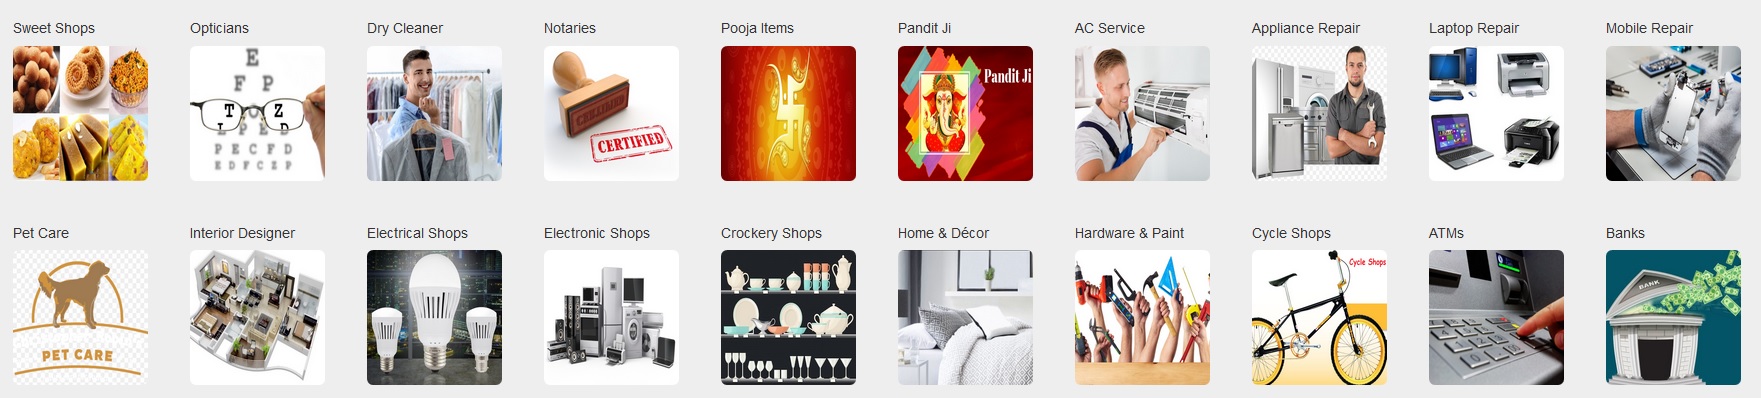 Sweet Shops
Opticians
Dry Cleaner
Notaries
Pooja Items
Pandit Ji
AC Service
Appliance Repair
Laptop Repair
Mobile Repair
E
F P
T O Z
L P E D
P E C F D
E D F C Z P
CERTIFIED
Pandit Ji
Pet Care
Interior Designer
Electrical Shops
Electronic Shops
Crockery Shops
Home & Décor
Hardware & Paint
Cycle Shops
ATMs
Banks
PET CARE
Cycle Shops
BANK